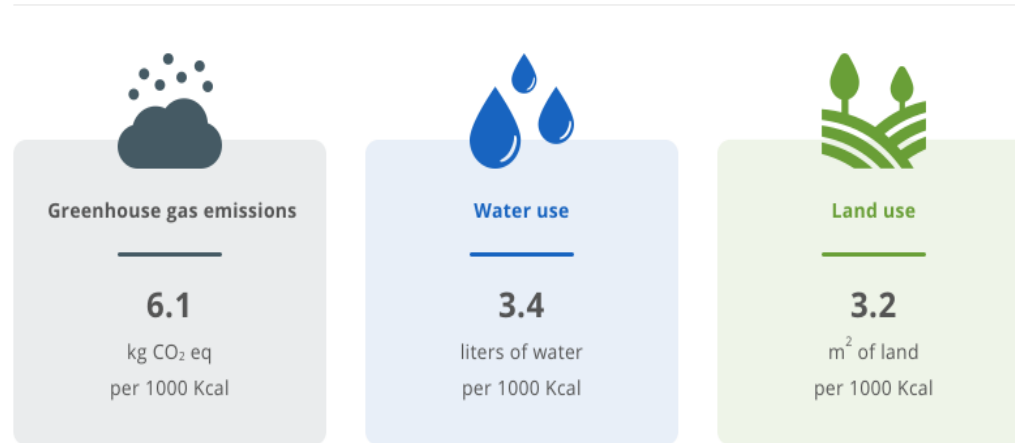 Greenhouse gas emissions
6.1
kg CO₂ eq
per 1000 Kcal
Water use
3.4
liters of water
per 1000 Kcal
Land use
3.2
m² of land
per 1000 Kcal